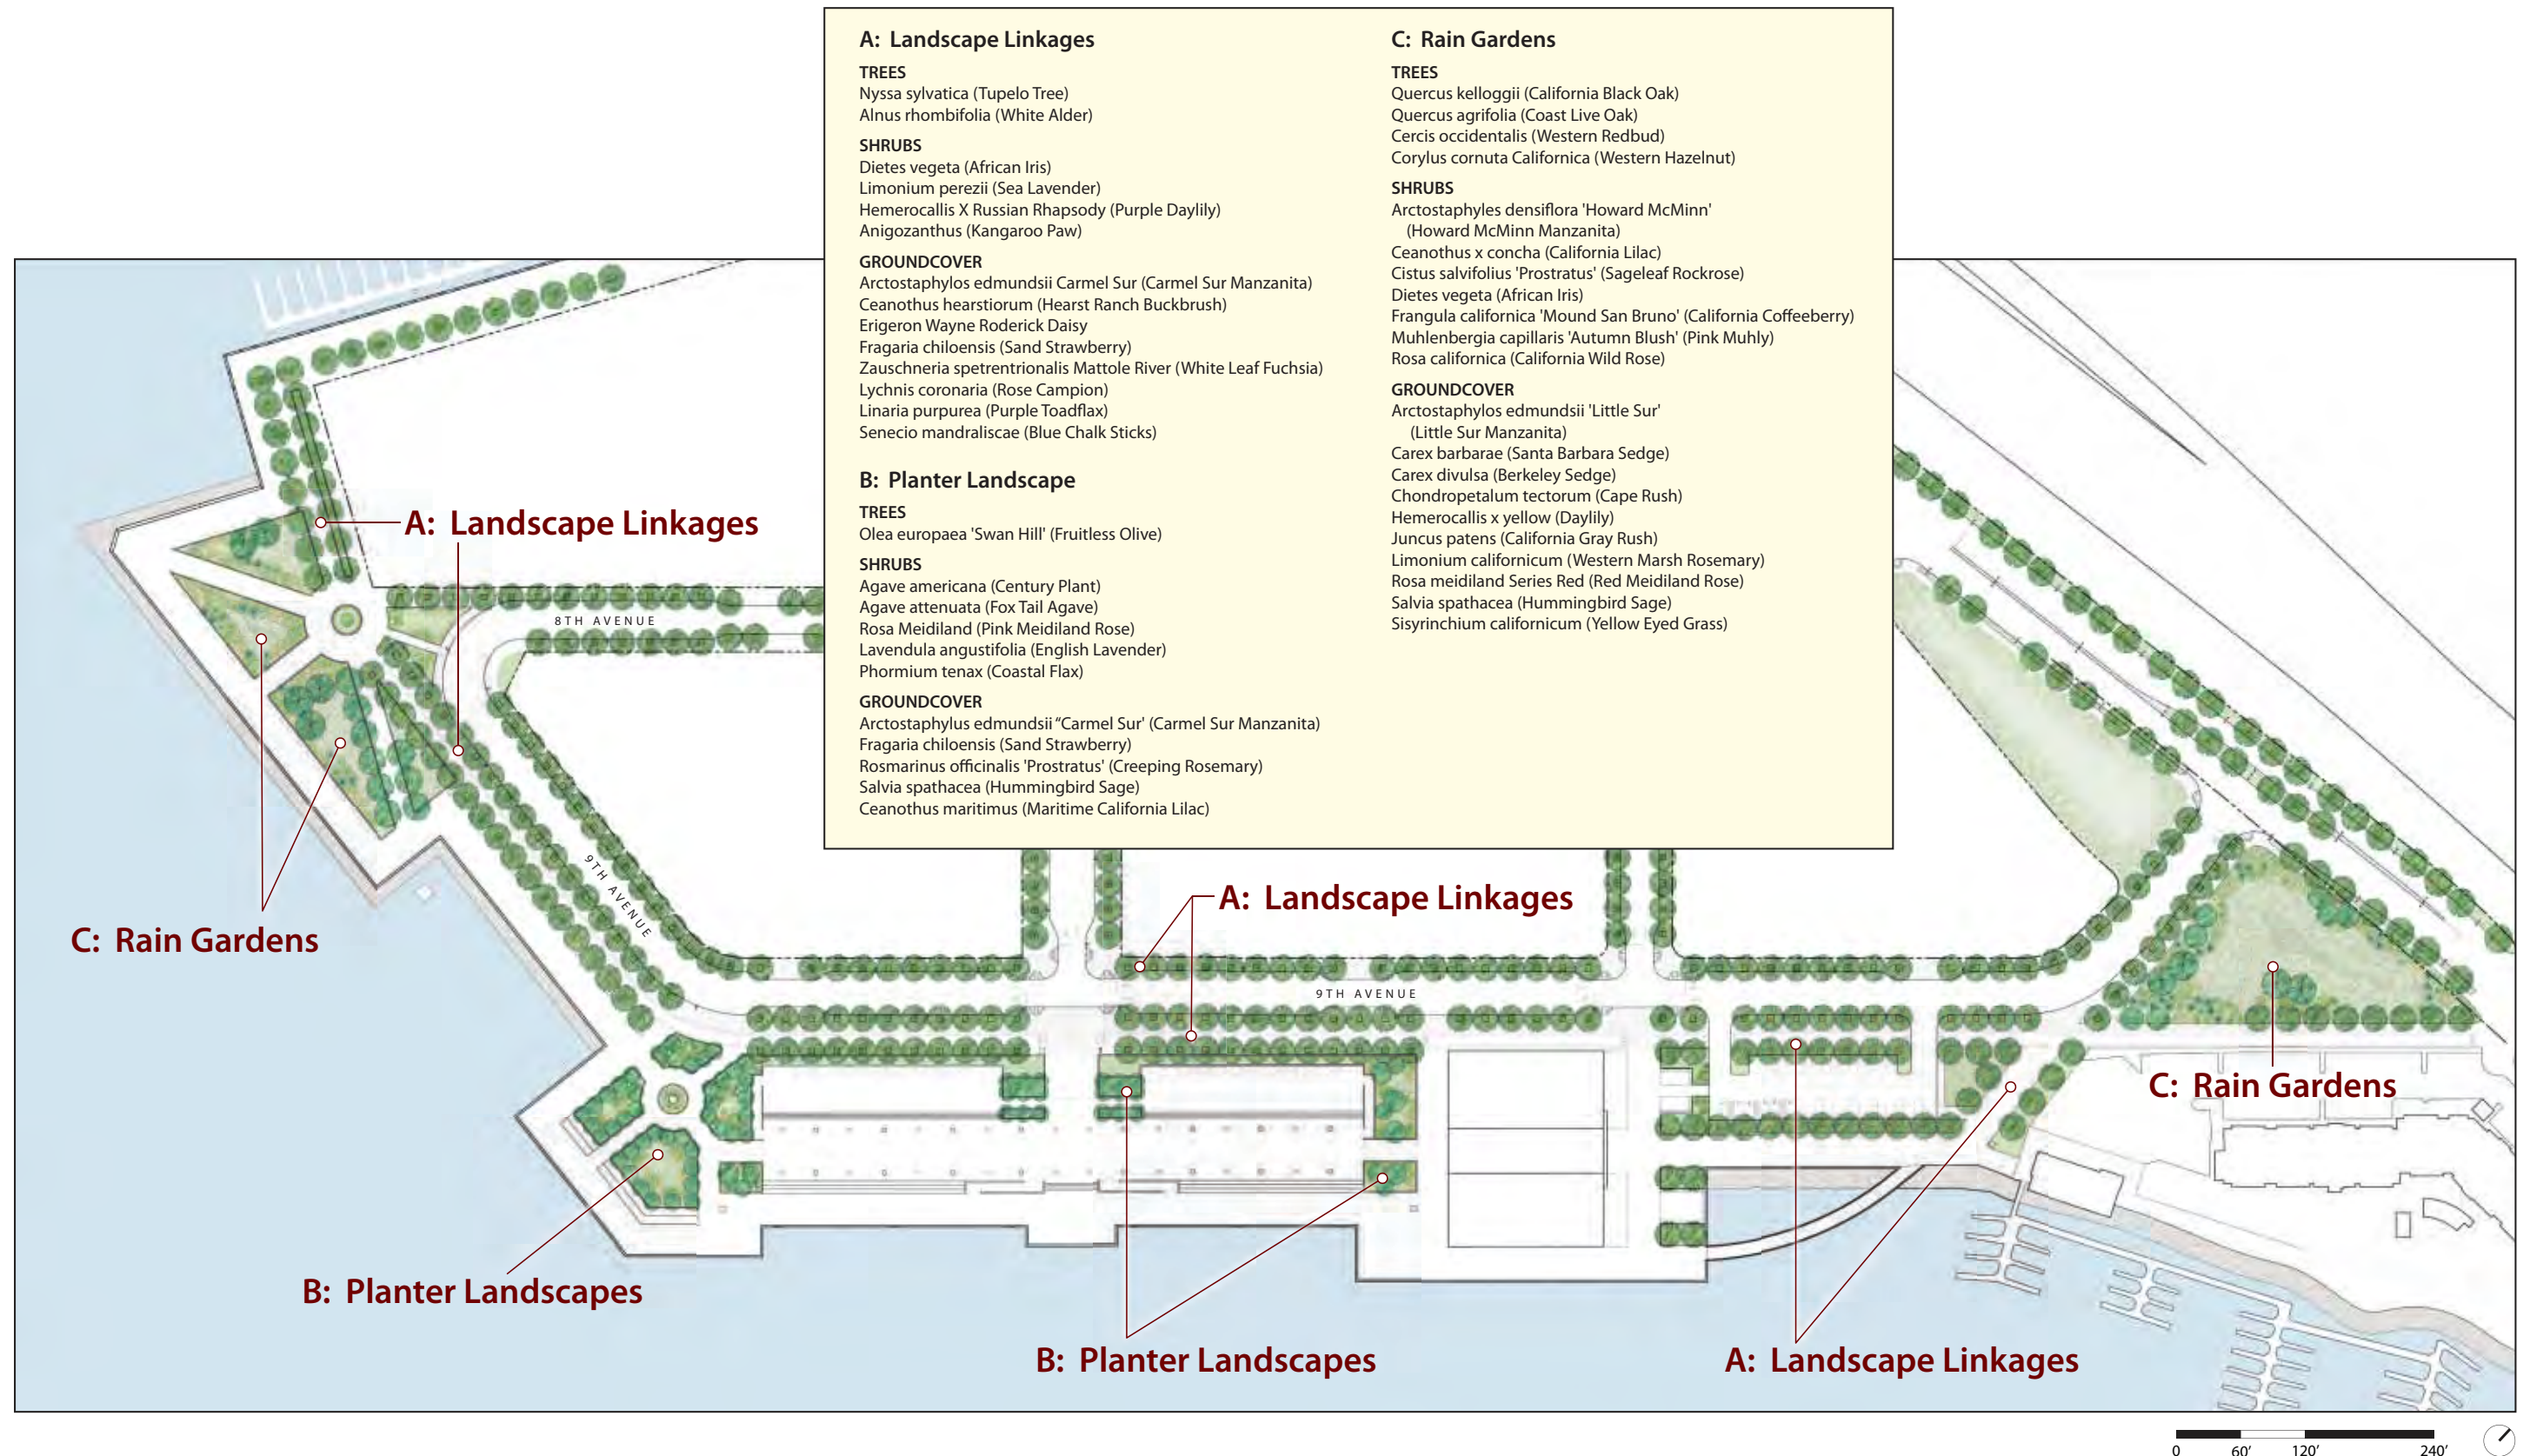 A: Landscape Linkages
TREES
Nyssa sylvatica (Tupelo Tree)
Alnus rhombifolia (White Alder)
SHRUBS
Dietes vegeta (African Iris)
Limonium perezii (Sea Lavender)
Hemerocallis X Russian Rhapsody (Purple Daylily)
Anigozanthus (Kangaroo Paw)
GROUNDCOVER
Arctostaphylos edmundsii Carmel Sur (Carmel Sur Manzanita)
Ceanothus hearstiorum (Hearst Ranch Buckbrush)
Erigeron Wayne Roderick Daisy
Fragaria chiloensis (Sand Strawberry)
Zauschneria spetrentrionalis Mattole River (White Leaf Fuchsia)
Lychnis coronaria (Rose Campion)
Linaria purpurea (Purple Toadflax)
Senecio mandraliscae (Blue Chalk Sticks)
B: Planter Landscape
TREES
Olea europaea 'Swan Hill' (Fruitless Olive)
SHRUBS
Agave americana (Century Plant)
Agave attenuata (Fox Tail Agave)
Rosa Meidiland (Pink Meidiland Rose)
Lavendula angustifolia (English Lavender)
Phormium tenax (Coastal Flax)
GROUNDCOVER
Arctostaphylus edmundsii “Carmel Sur' (Carmel Sur Manzanita)
Fragaria chiloensis (Sand Strawberry)
Rosmarinus officinalis 'Prostratus' (Creeping Rosemary)
Salvia spathacea (Hummingbird Sage)
Ceanothus maritimus (Maritime California Lilac)
C: Rain Gardens
TREES
Quercus kelloggii (California Black Oak)
Quercus agrifolia (Coast Live Oak)
Cercis occidentalis (Western Redbud)
Corylus cornuta Californica (Western Hazelnut)
SHRUBS
Arctostaphyles densiflora 'Howard McMinn'
(Howard McMinn Manzanita)
Ceanothus x concha (California Lilac)
Cistus salvifolius 'Prostratus' (Sageleaf Rockrose)
Dietes vegeta (African Iris)
Frangula californica 'Mound San Bruno' (California Coffeeberry)
Muhlenbergia capillaris 'Autumn Blush' (Pink Muhly)
Rosa californica (California Wild Rose)
GROUNDCOVER
Arctostaphylos edmundsii 'Little Sur'
(Little Sur Manzanita)
Carex barbarae (Santa Barbara Sedge)
Carex divulsa (Berkeley Sedge)
Chondropetalum tectorum (Cape Rush)
Hemerocallis x yellow (Daylily)
Juncus patens (California Gray Rush)
Limonium californicum (Western Marsh Rosemary)
Rosa meidiland Series Red (Red Meidiland Rose)
Salvia spathacea (Hummingbird Sage)
Sisyrinchium californicum (Yellow Eyed Grass)
A: Landscape Linkages
8TH AVENUE
9TH AVENUE
C: Rain Gardens
A: Landscape Linkages
9TH AVENUE
C: Rain Gardens
B: Planter Landscapes
B: Planter Landscapes
A: Landscape Linkages
0 60' 120' 240'